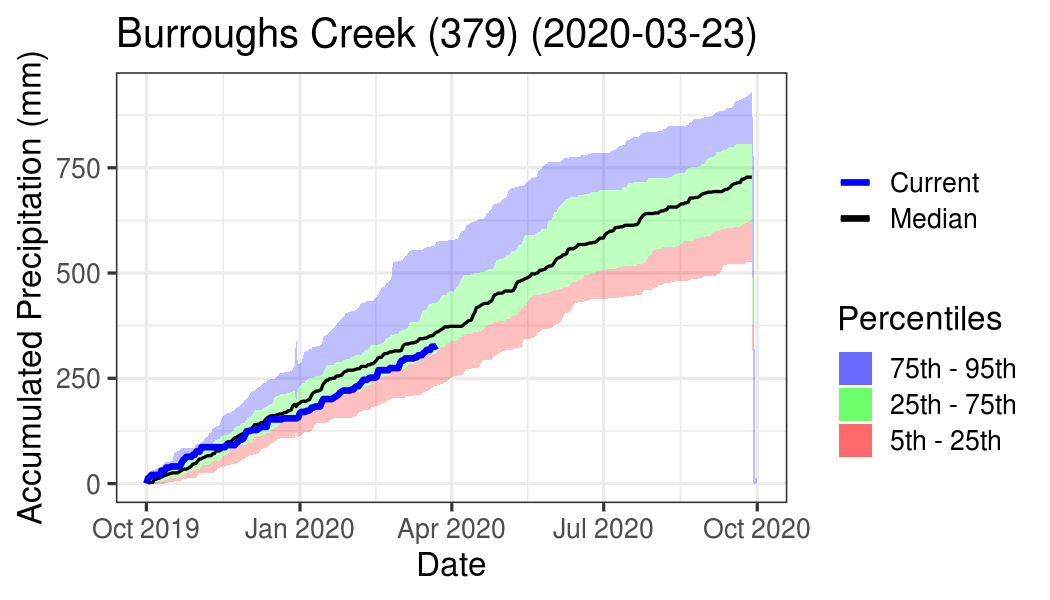 Burroughs Creek (379) (2020-03-23)
Accumulated Precipitation (mm)
750
500
250
0
Oct 2019
Jan 2020
Apr 2020
Jul 2020
Oct 2020
Date
Current
Median
Percentiles
75th - 95th
25th - 75th
5th - 25th